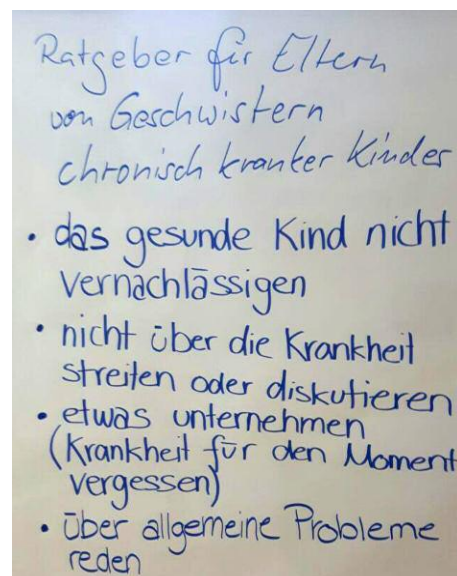 Ratgeber für Eltern
von Geschwistern
chronisch kranker Kinder
• das gesunde Kind nicht
vernachlässigen
• nicht über die Krankheit
streiten oder diskutieren
• etwas unternehmen
(Krankheit für den Moment
vergessen)
• über allgemeine Probleme
reden